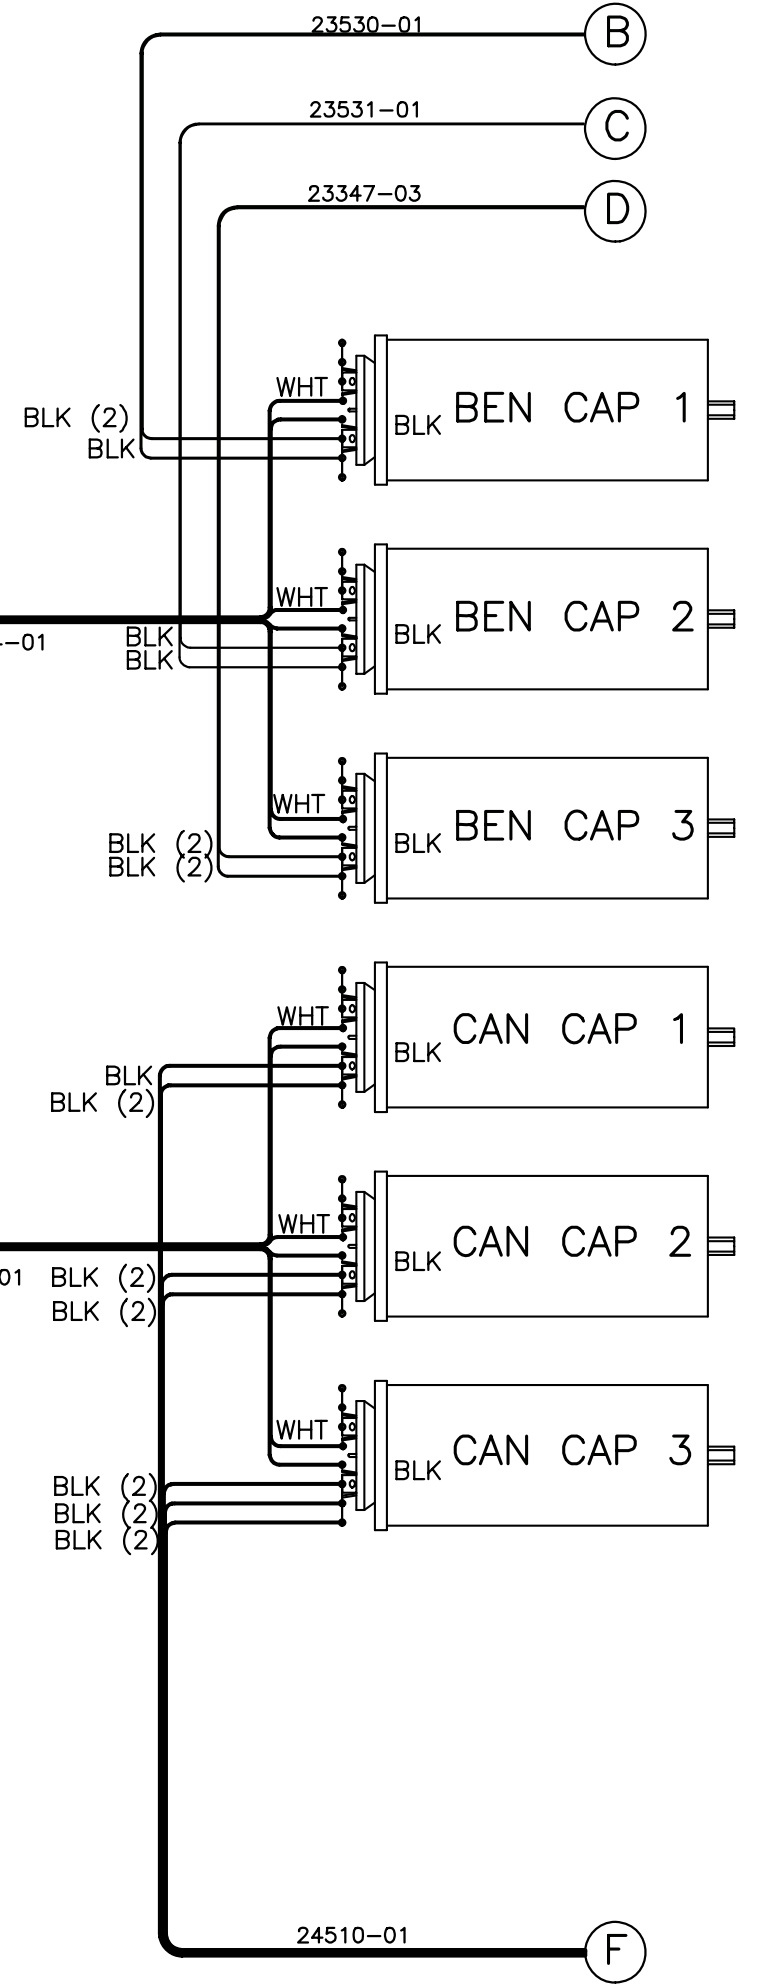 23530-01
B
23531-01
C
23347-03
D
WHT
BLK (2)
BLK
BLK
BEN CAP 1
WHT
-01
BLK
BLK
BLK
BEN CAP 2
WHT
BLK (2)
BLK (2)
BLK
BEN CAP 3
WHT
BLK
BLK (2)
BLK
CAN CAP 1
WHT
01
BLK (2)
BLK (2)
BLK
CAN CAP 2
WHT
BLK (2)
BLK (2)
BLK (2)
BLK
CAN CAP 3
24510-01
F